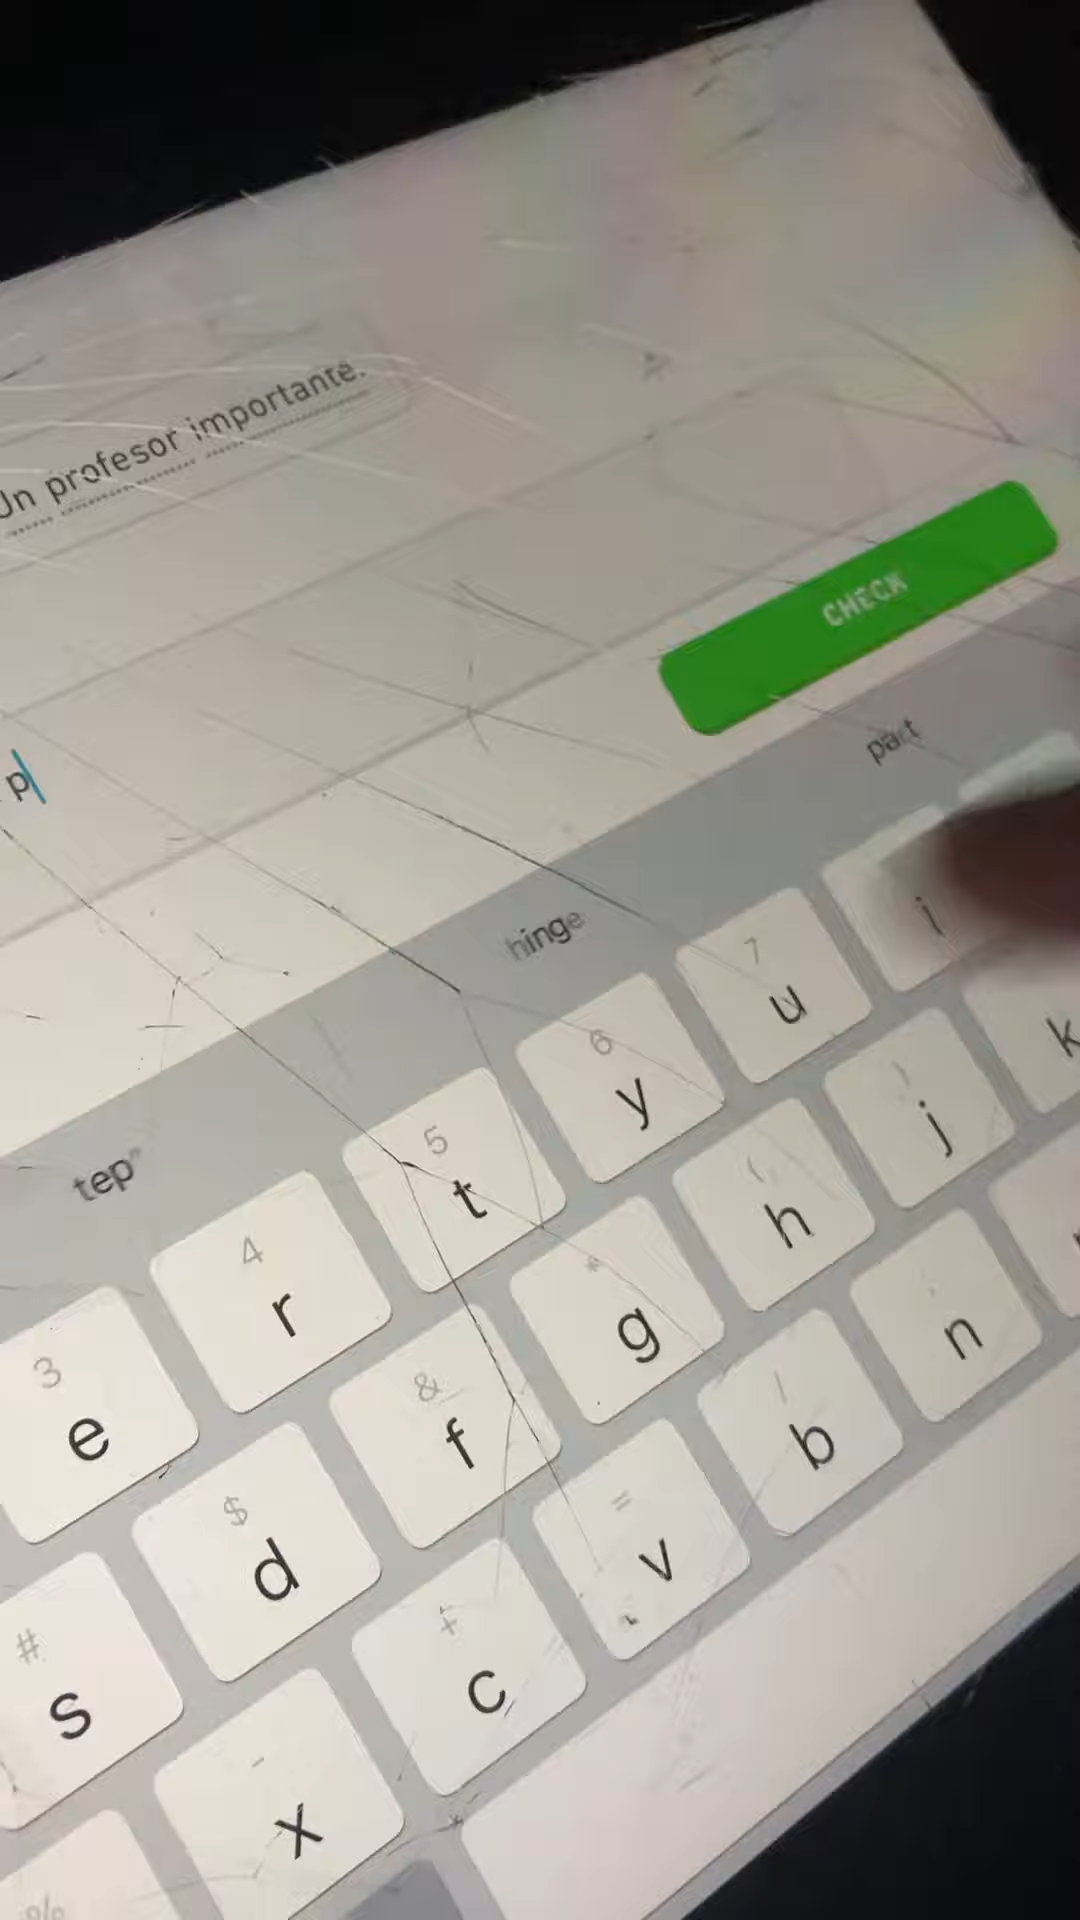 Un profesor importante.
CHECK
p
tep"
hinge
part
3 4 5 6 7
e r t y u i
# $ & * ( )
s d f g h j k
% - + = /
x c v b n